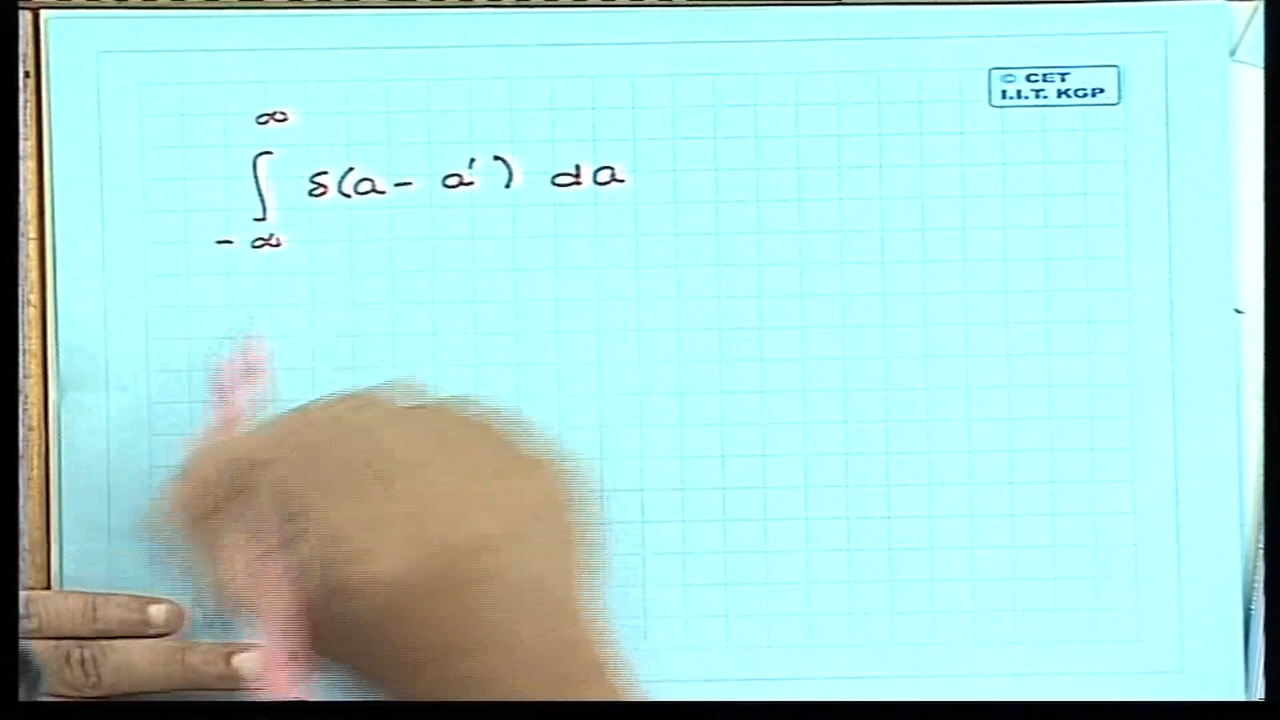 © CET
I.I.T. KGP
∞
∫ δ(a - a') da
- ∞